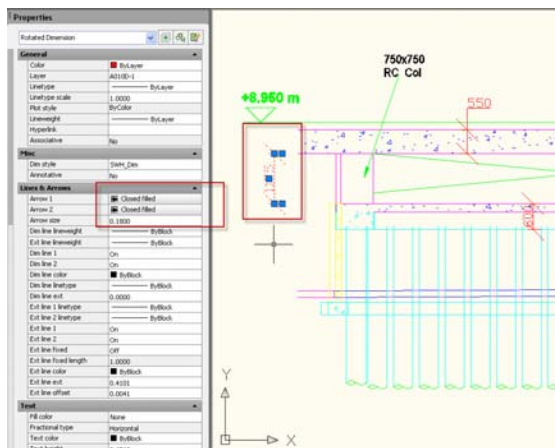 Properties
Rotated Dimension
General
Color ByLayer
Layer A010D-1
Linetype ByLayer
Linetype scale 1.0000
Plot style ByColor
Lineweight ByLayer
Hyperlink
Associative No
Misc
Dim style SWH_Dim
Annotative No
Lines & Arrows
Arrow 1 Closed filled
Arrow 2 Closed filled
Arrow size 0.1800
Dim line lineweight ByBlock
Ext line lineweight ByBlock
Dim line 1 On
Dim line 2 On
Dim line color ByBlock
Dim line linetype ByBlock
Dim line ext 0.0000
Ext line 1 linetype ByBlock
Ext line 2 linetype ByBlock
Ext line 1 On
Ext line 2 On
Ext line fixed Off
Ext line fixed length 1.0000
Ext line color ByBlock
Ext line ext 0.4101
Ext line offset 0.0041
Text
Fill color None
Fractional type Horizontal
Text color ByBlock
750x750
RC Col
+8.950 m
550
600
Y
X